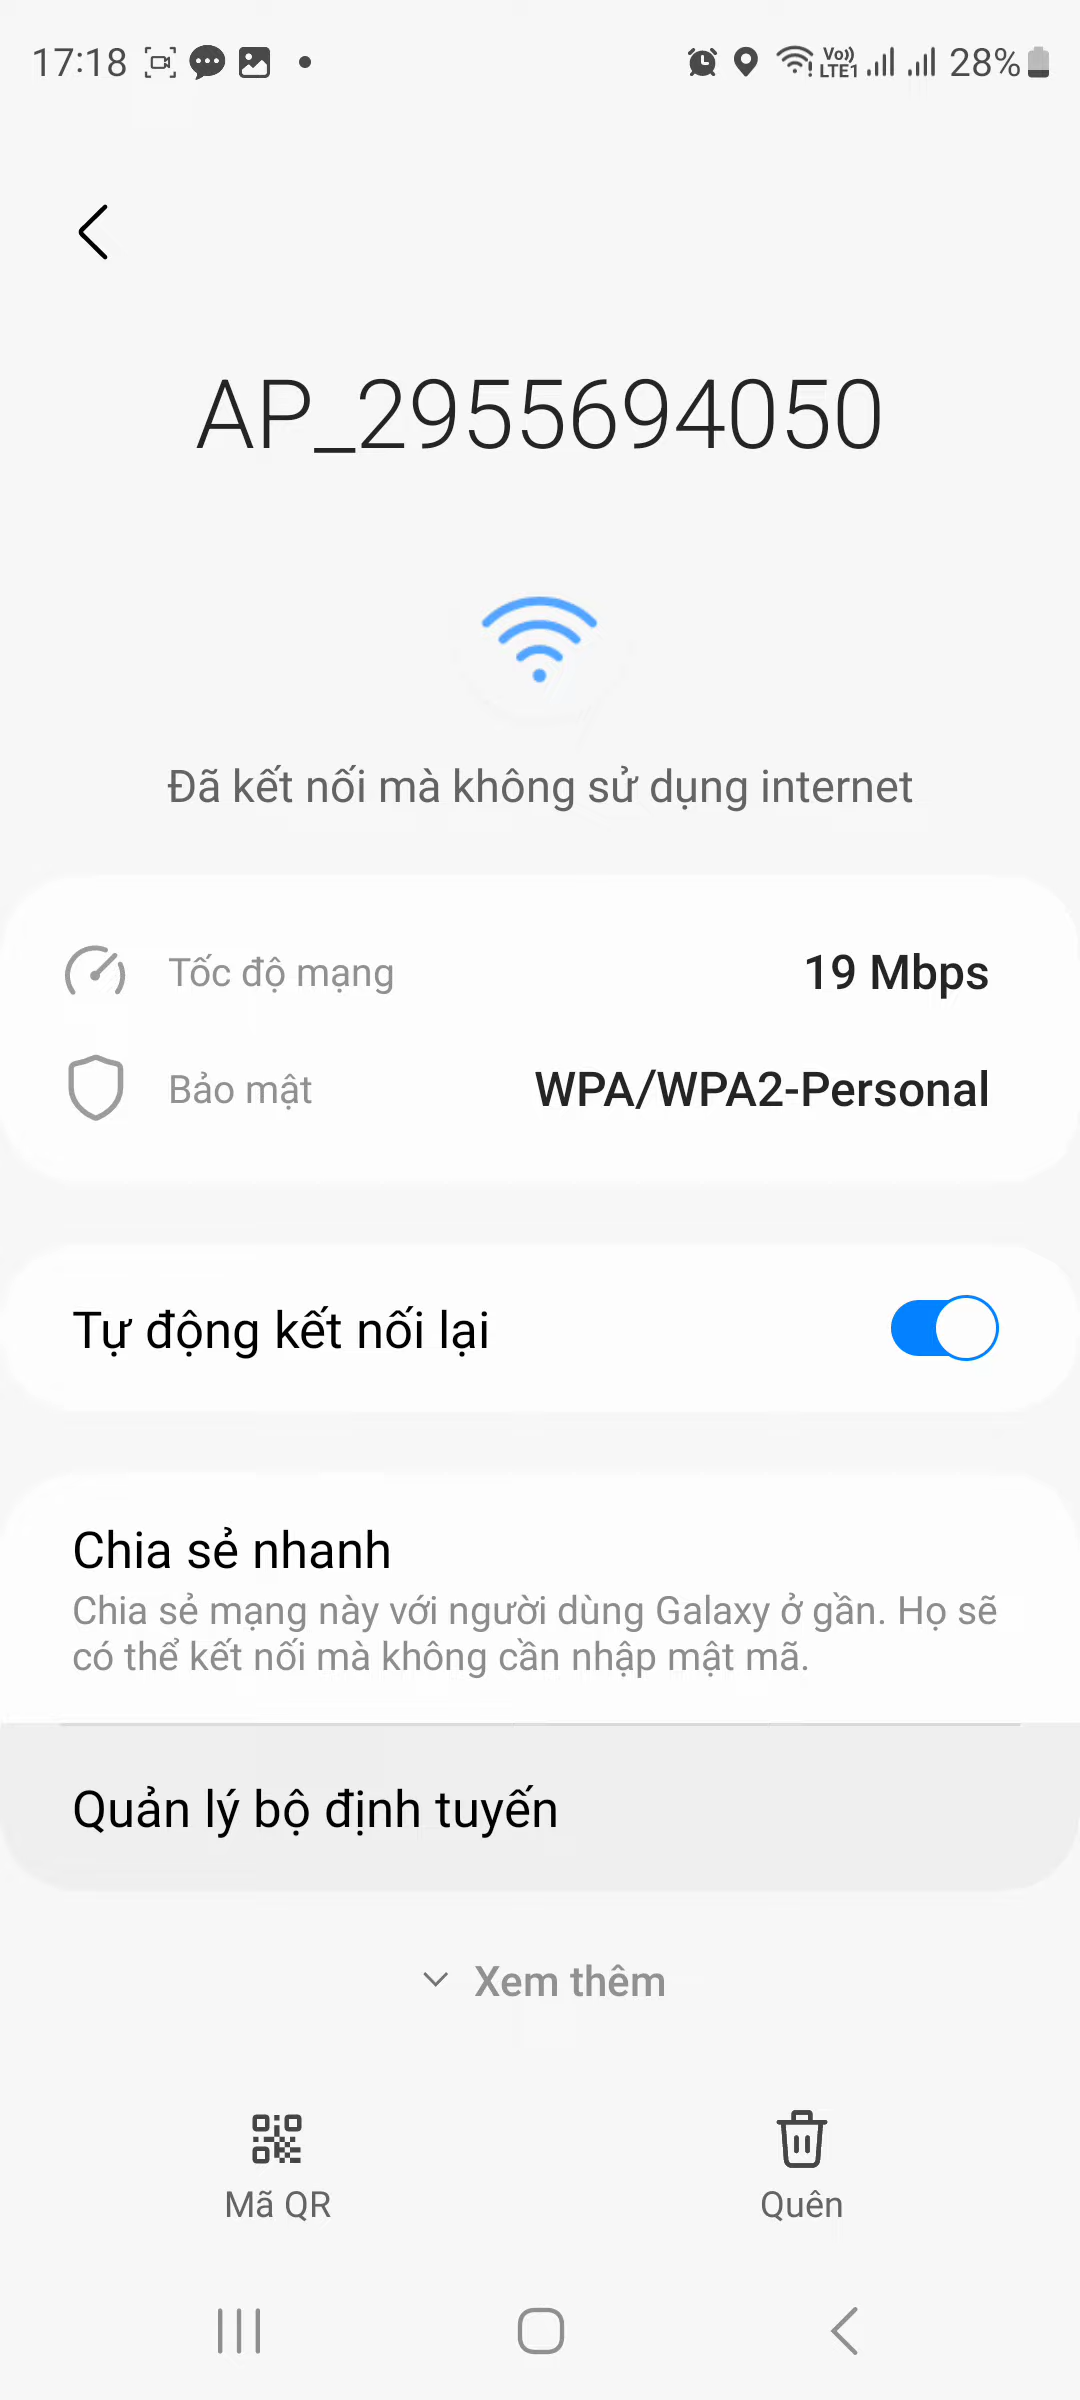 17:18
Vo)) LTE1 28%
AP_2955694050
Đã kết nối mà không sử dụng internet
Tốc độ mạng 19 Mbps
Bảo mật WPA/WPA2-Personal
Tự động kết nối lại
Chia sẻ nhanh
Chia sẻ mạng này với người dùng Galaxy ở gần. Họ sẽ
có thể kết nối mà không cần nhập mật mã.
Quản lý bộ định tuyến
Xem thêm
Mã QR Quên